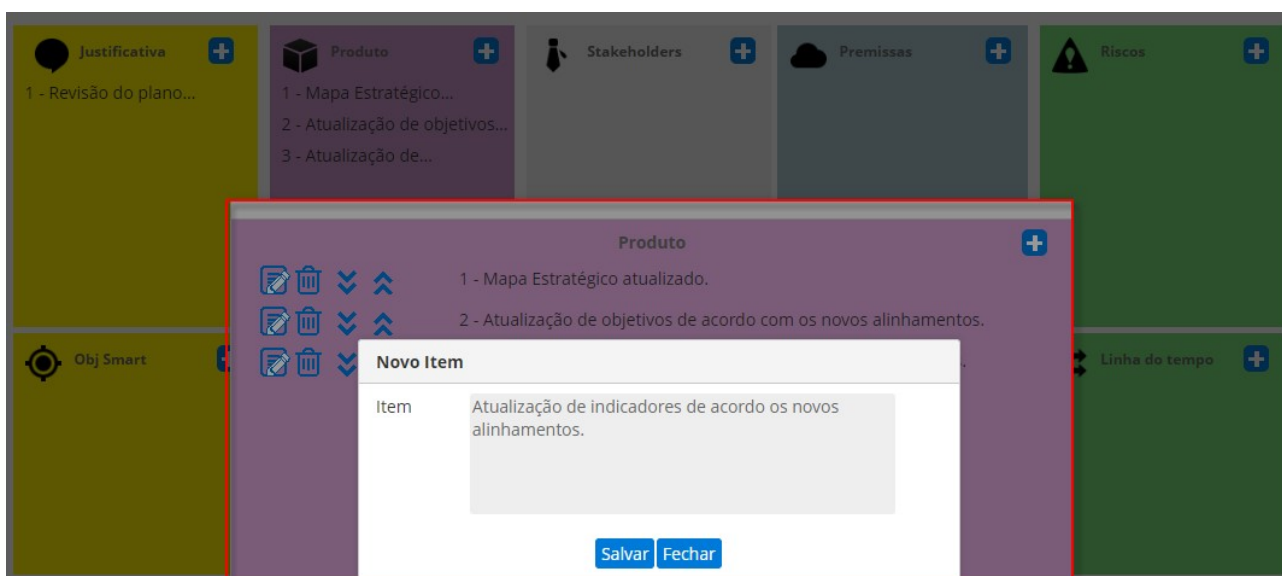 Justificativa
Produto
Stakeholders
Premissas
Riscos
1 - Revisão do plano...
1 - Mapa Estratégico...
2 - Atualização de objetivos...
3 - Atualização de...
Produto
1 - Mapa Estratégico atualizado.
2 - Atualização de objetivos de acordo com os novos alinhamentos.
Obj Smart
Linha do tempo
Novo Item
Item
Atualização de indicadores de acordo os novos
alinhamentos.
Salvar
Fechar